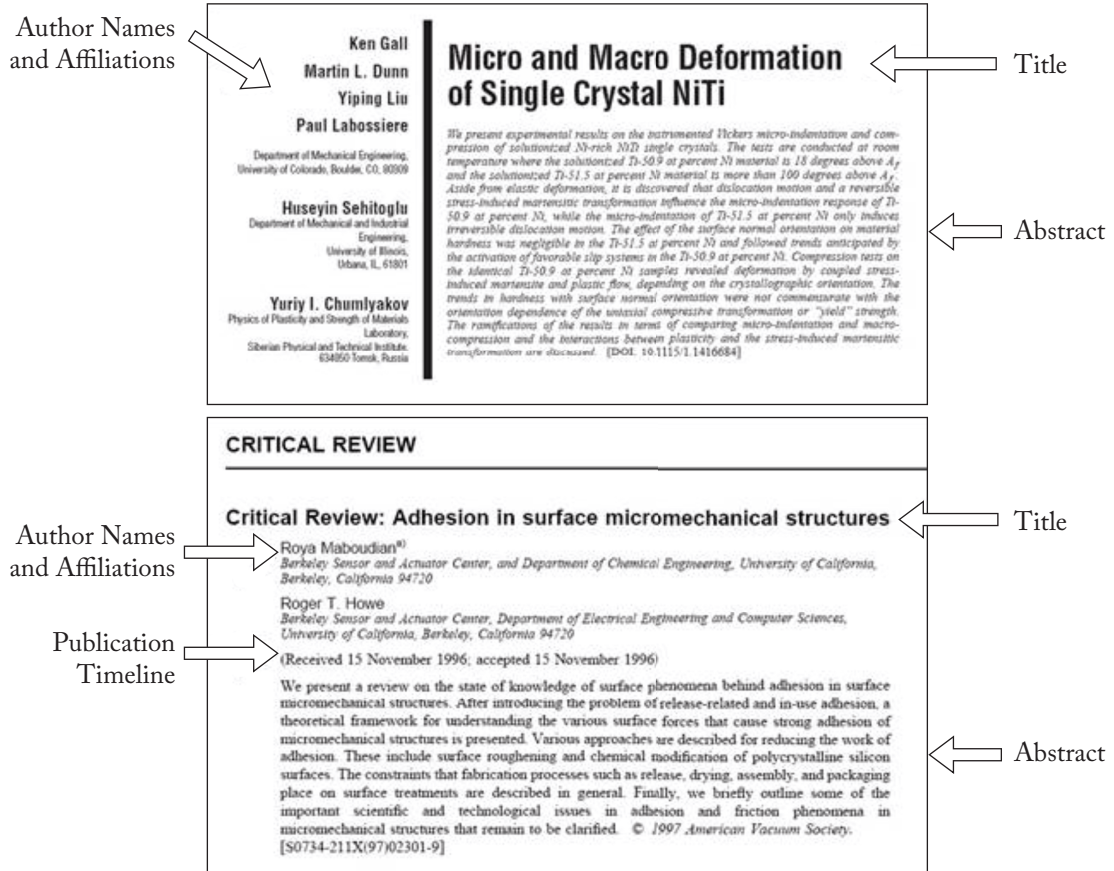 Author Names
and Affiliations
Ken Gall
Martin L. Dunn
Yiping Liu
Paul Labossiere
Department of Mechanical Engineering,
University of Colorado, Boulder, CO, 80309
Huseyin Sehitoglu
Department of Mechanical and Industrial
Engineering,
University of Illinois,
Urbana, IL, 61801
Yuriy I. Chumlyakov
Physics of Plasticity and Strength of Materials
Laboratory,
Siberian Physical and Technical Institute,
634050 Tomsk, Russia
Micro and Macro Deformation
of Single Crystal NiTi
Title
We present experimental results on the instrumented Vickers micro-indentation and com-
pression of solutionized Ni-rich NiTi single crystals. The tests are conducted at room
temperature where the solutionized Ti-50.9 at percent Ni material is 18 degrees above Af
and the solutionized Ti-51.5 at percent Ni material is more than 100 degrees above Af.
Aside from elastic deformation, it is discovered that dislocation motion and a reversible
stress-induced martensitic transformation influence the micro-indentation response of Ti-
50.9 at percent Ni, while the micro-indentation of Ti-51.5 at percent Ni only induces
irreversible dislocation motion. The effect of the surface normal orientation on material
hardness was negligible in the Ti-51.5 at percent Ni and followed trends anticipated by
the activation of favorable slip systems in the Ti-50.9 at percent Ni. Compression tests on
the identical Ti-50.9 at percent Ni samples revealed deformation by coupled stress-
induced martensite and plastic flow, depending on the crystallographic orientation. The
trends in hardness with surface normal orientation were not commensurate with the
orientation dependence of the uniaxial compressive transformation or "yield" strength.
The ramifications of the results in terms of comparing micro-indentation and macro-
compression and the interactions between plasticity and the stress-induced martensitic
transformation are discussed. [DOI: 10.1115/1.1416684]
Abstract
CRITICAL REVIEW
Critical Review: Adhesion in surface micromechanical structures
Title
Author Names
and Affiliations
Roya Maboudian a)
Berkeley Sensor and Actuator Center, and Department of Chemical Engineering, University of California,
Berkeley, California 94720
Roger T. Howe
Berkeley Sensor and Actuator Center, Department of Electrical Engineering and Computer Sciences,
University of California, Berkeley, California 94720
Publication
Timeline
(Received 15 November 1996; accepted 15 November 1996)
We present a review on the state of knowledge of surface phenomena behind adhesion in surface
micromechanical structures. After introducing the problem of release-related and in-use adhesion, a
theoretical framework for understanding the various surface forces that cause strong adhesion of
micromechanical structures is presented. Various approaches are described for reducing the work of
adhesion. These include surface roughening and chemical modification of polycrystalline silicon
surfaces. The constraints that fabrication processes such as release, drying, assembly, and packaging
place on surface treatments are described in general. Finally, we briefly outline some of the
important scientific and technological issues in adhesion and friction phenomena in
micromechanical structures that remain to be clarified. © 1997 American Vacuum Society.
[S0734-211X(97)02301-9]
Abstract